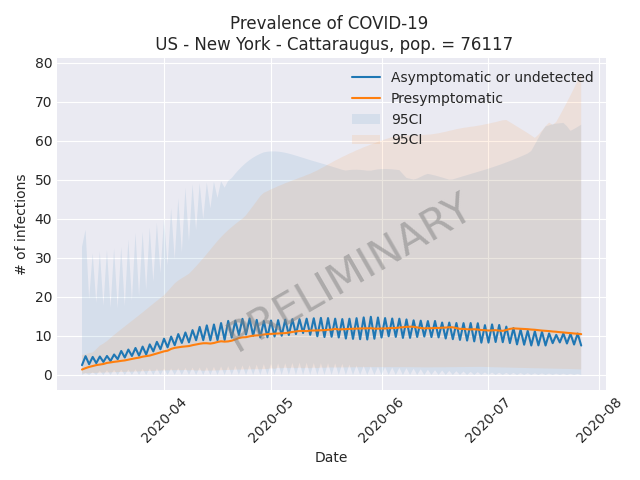 Prevalence of COVID-19
US - New York - Cattaraugus, pop. = 76117
80
70
60
50
40
30
20
10
0
# of infections
Asymptomatic or undetected
Presymptomatic
95CI
95CI
PRELIMINARY
2020-04
2020-05
2020-06
2020-07
2020-08
Date